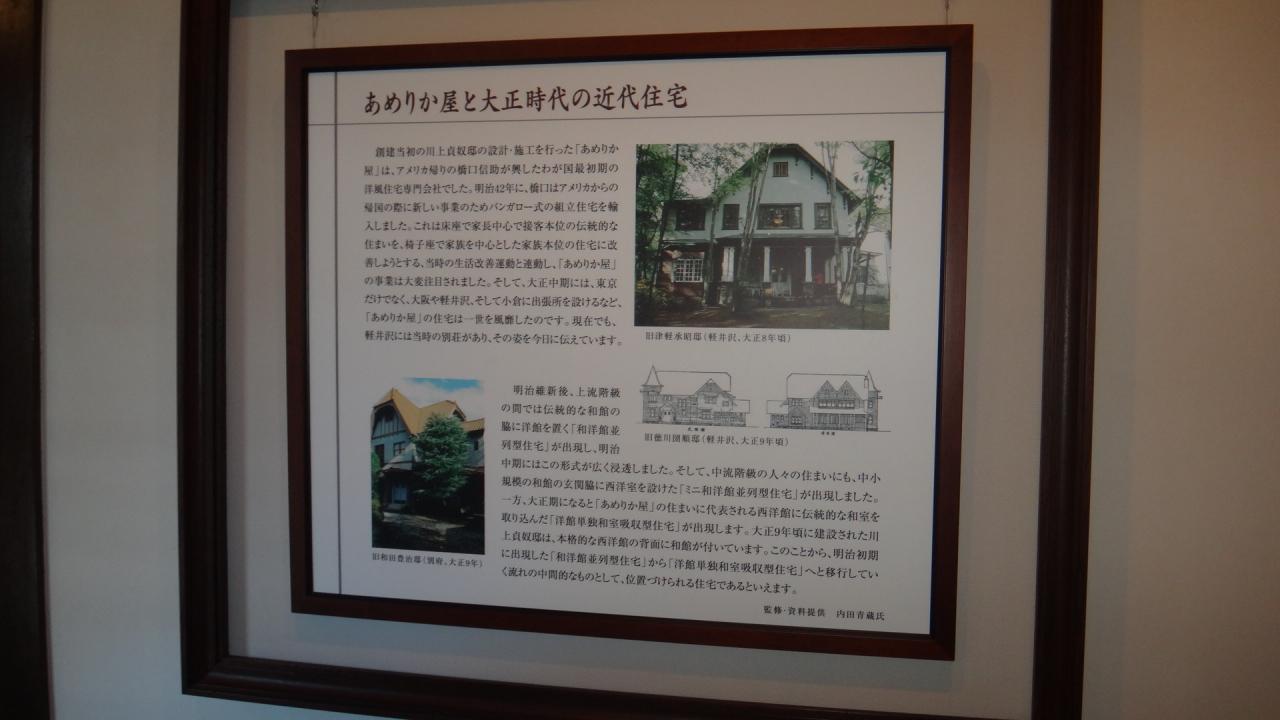 あめりか屋と大正時代の近代住宅
創建当初の川上貞奴邸の設計・施工を行った「あめりか
屋」は、アメリカ帰りの橋口信助が興したわが国最初期の
洋風住宅専門会社でした。明治42年に、橋口はアメリカからの
帰国の際に新しい事業のためバンガロー式の組立住宅を輸
入しました。これは床座で家長中心で接客本位の伝統的な
住まいを、椅子座で家族を中心とした家族本位の住宅に改
善しようとする、当時の生活改善運動と連動し、「あめりか屋」
の事業は大変注目されました。そして、大正中期には、東京
だけでなく、大阪や軽井沢、そして小倉に出張所を設けるなど、
「あめりか屋」の住宅は一世を風靡したのです。現在でも、
軽井沢には当時の別荘があり、その姿を今日に伝えています。
旧津軽承昭邸（軽井沢、大正8年頃）
旧徳川圀順邸（軽井沢、大正9年頃）
旧和田豊治邸（別府、大正9年）
明治維新後、上流階級
の間では伝統的な和館の
脇に洋館を置く「和洋館並
列型住宅」が出現し、明治
中期にはこの形式が広く浸透しました。そして、中流階級の人々の住まいにも、中小
規模の和館の玄関脇に西洋室を設けた「ミニ和洋館並列型住宅」が出現しました。
一方、大正期になると「あめりか屋」の住まいに代表される西洋館に伝統的な和室を
取り込んだ「洋館単独和室吸収型住宅」が出現します。大正9年頃に建設された川
上貞奴邸は、本格的な西洋館の背面に和館が付いています。このことから、明治初期
に出現した「和洋館並列型住宅」から「洋館単独和室吸収型住宅」へと移行してい
く流れの中間的なものとして、位置づけられる住宅であるといえます。
監修・資料提供　内田青蔵氏